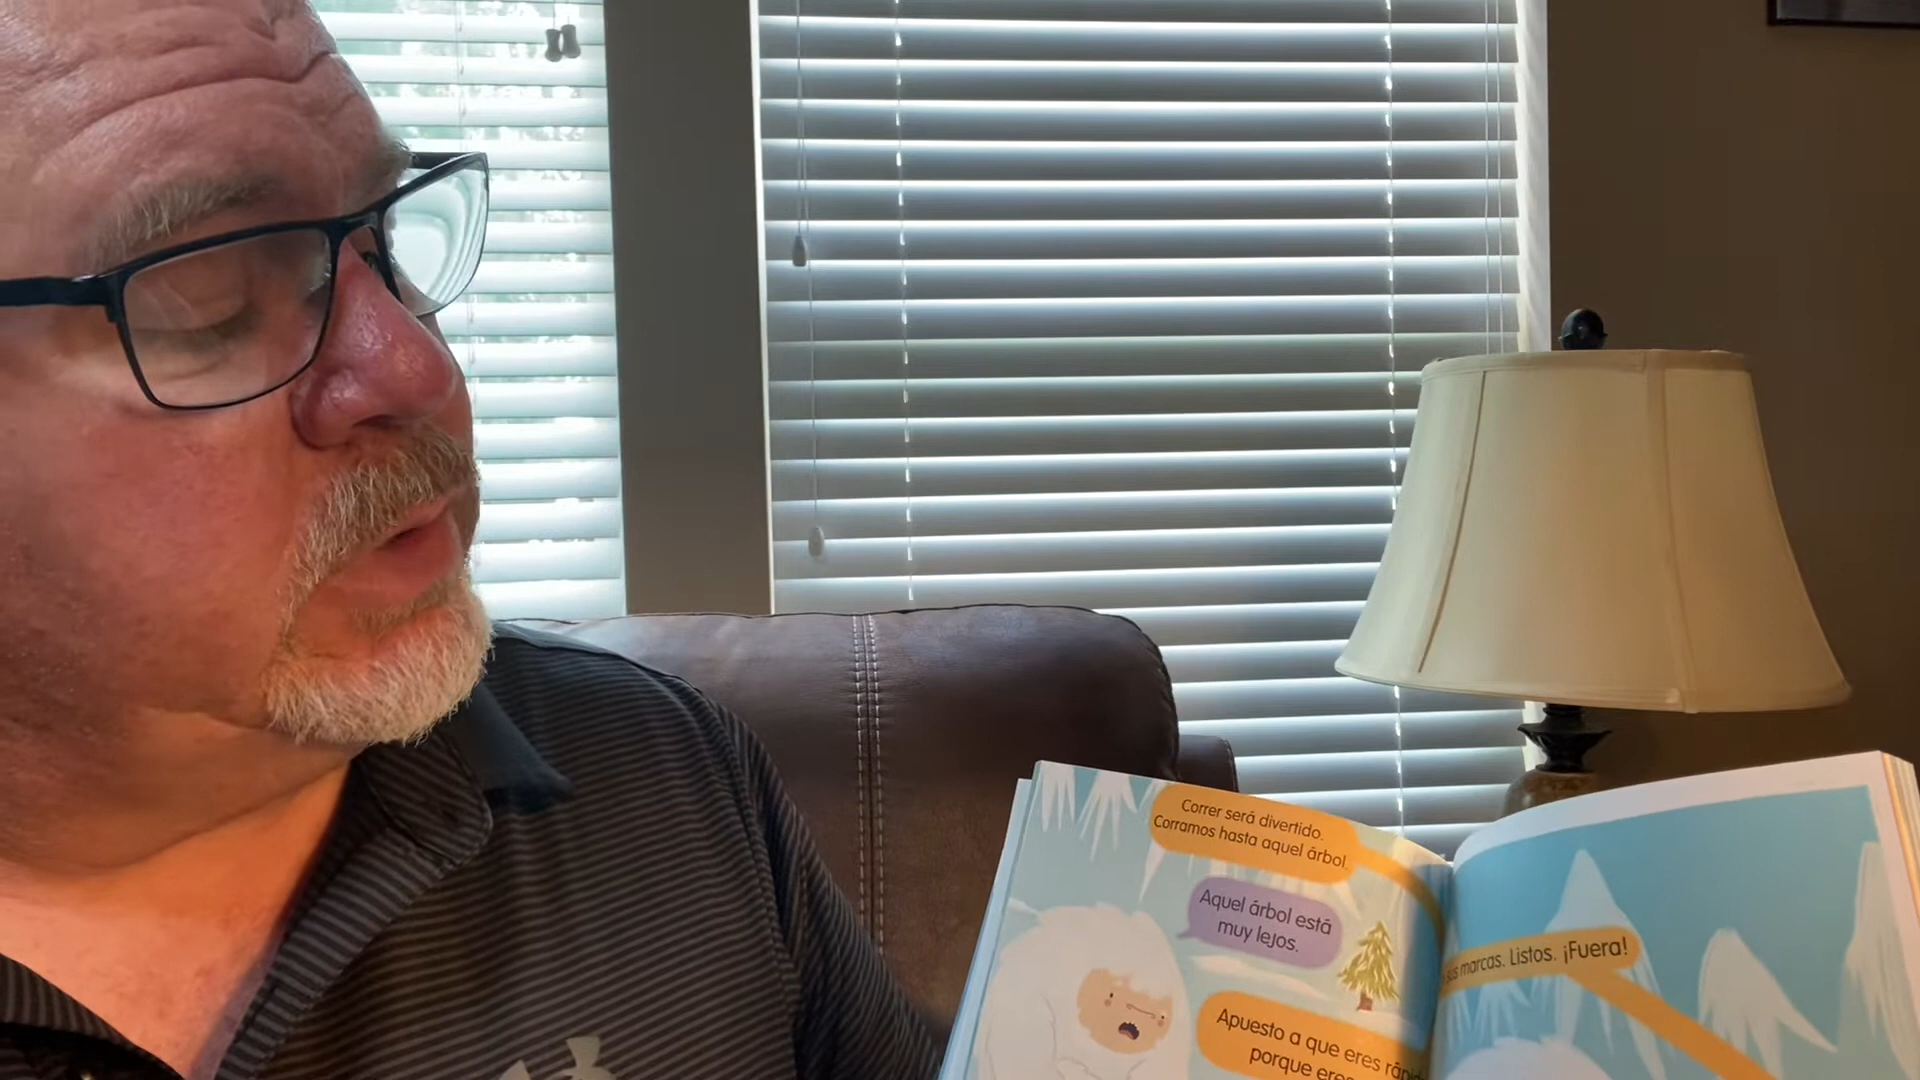 Correr será divertido.
Corramos hasta aquel árbol.
Aquel árbol está
muy lejos.
Apuesto a que eres
porque
sus marcas. Listos. ¡Fuera!